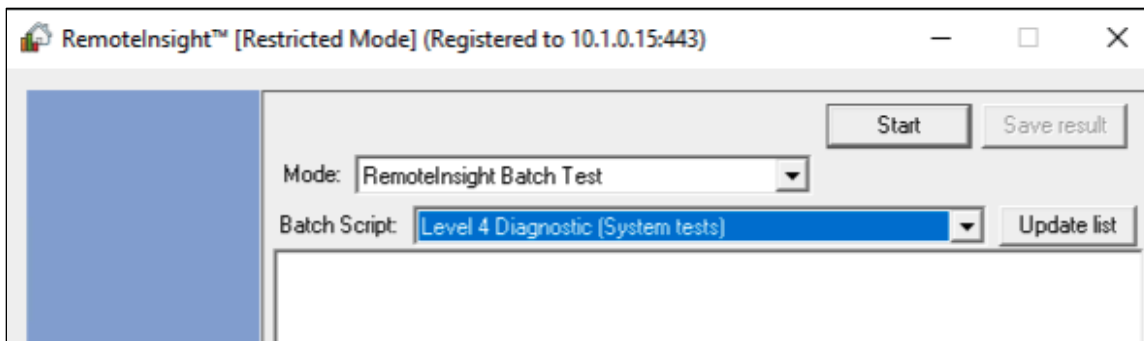 RemoteInsight™ [Restricted Mode] (Registered to 10.1.0.15:443)
Start
Save result
Mode: RemoteInsight Batch Test
Batch Script: Level 4 Diagnostic (System tests)
Update list